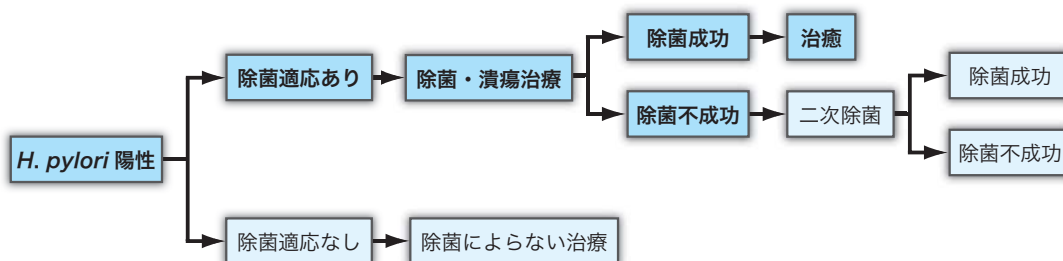 H. pylori 陽性
除菌適応あり
除菌・潰瘍治療
除菌成功
治癒
除菌不成功
二次除菌
除菌成功
除菌不成功
除菌適応なし
除菌によらない治療